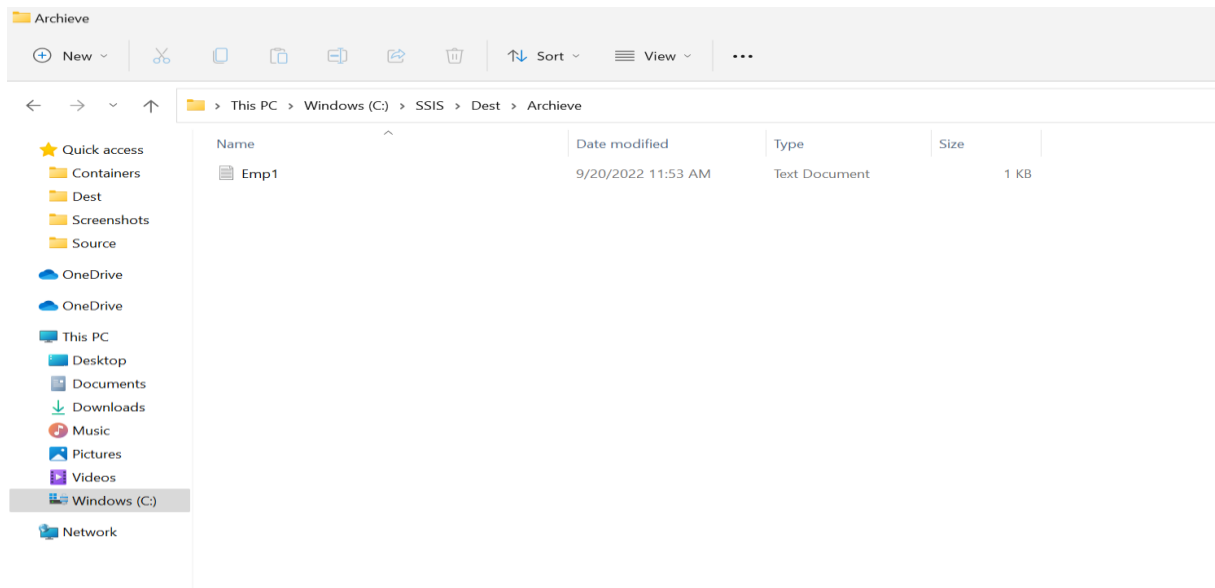 Archieve
New
Sort
View
This PC > Windows (C:) > SSIS > Dest > Archieve
Name Date modified Type Size
Emp1 9/20/2022 11:53 AM Text Document 1 KB
Quick access
Containers
Dest
Screenshots
Source
OneDrive
OneDrive
This PC
Desktop
Documents
Downloads
Music
Pictures
Videos
Windows (C:)
Network